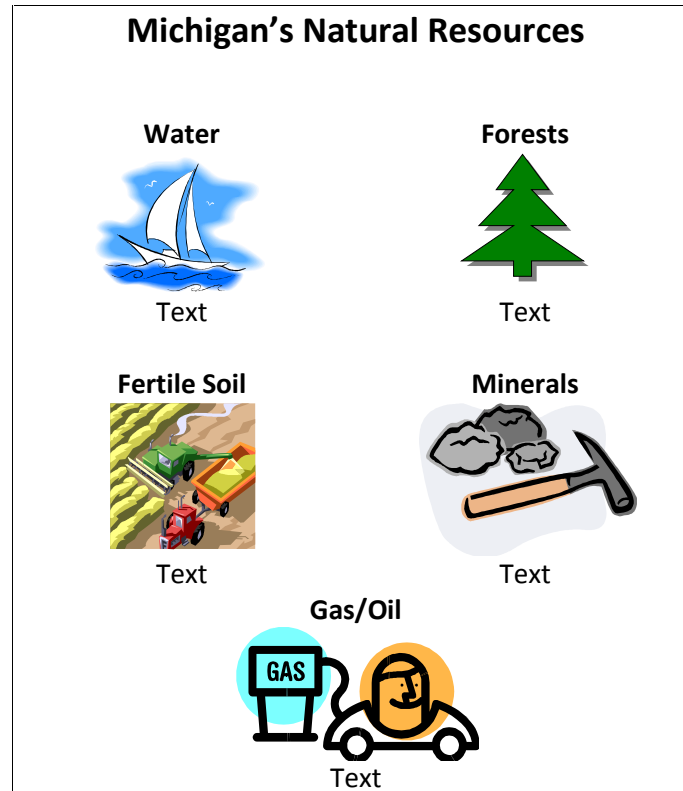 Michigan’s Natural Resources
Water
Forests
Text
Text
Fertile Soil
Minerals
Text
Text
Gas/Oil
GAS
Text